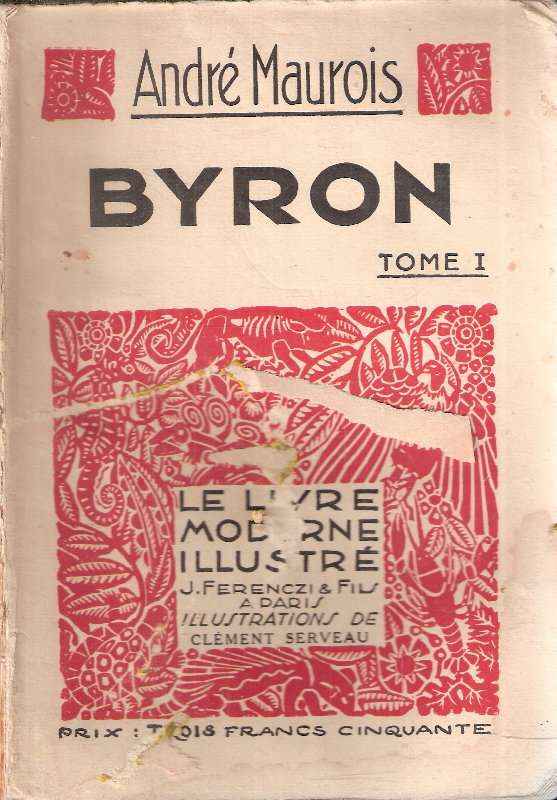 André Maurois
BYRON
TOME I
LE LIVRE
MODERNE
ILLUSTRÉ
J. FERENCZI & FILS
A PARIS
ILLUSTRATIONS DE
CLÉMENT SERVEAU
PRIX : TROIS FRANCS CINQUANTE